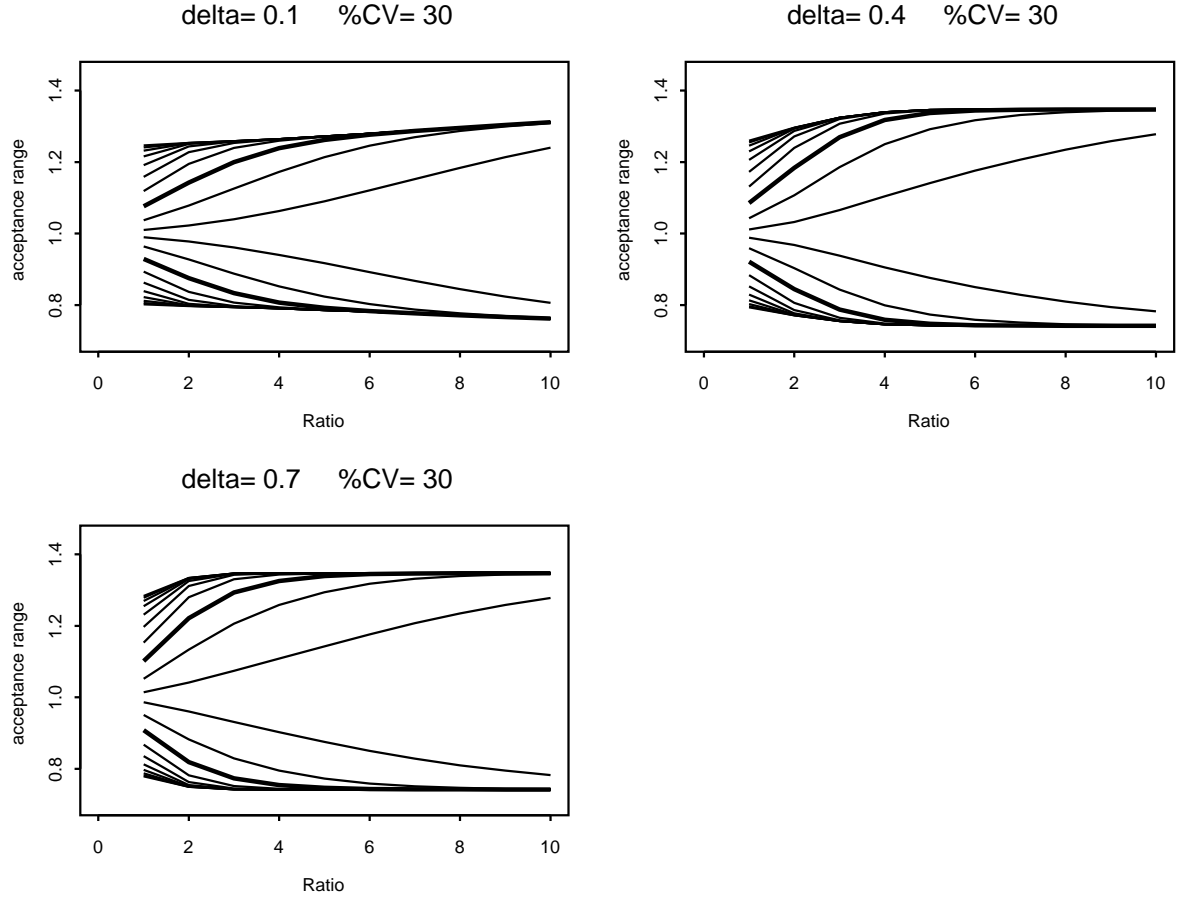 delta= 0.1 %CV= 30
acceptance range
1.4
1.2
1.0
0.8
0 2 4 6 8 10
Ratio
delta= 0.4 %CV= 30
acceptance range
1.4
1.2
1.0
0.8
0 2 4 6 8 10
Ratio
delta= 0.7 %CV= 30
acceptance range
1.4
1.2
1.0
0.8
0 2 4 6 8 10
Ratio